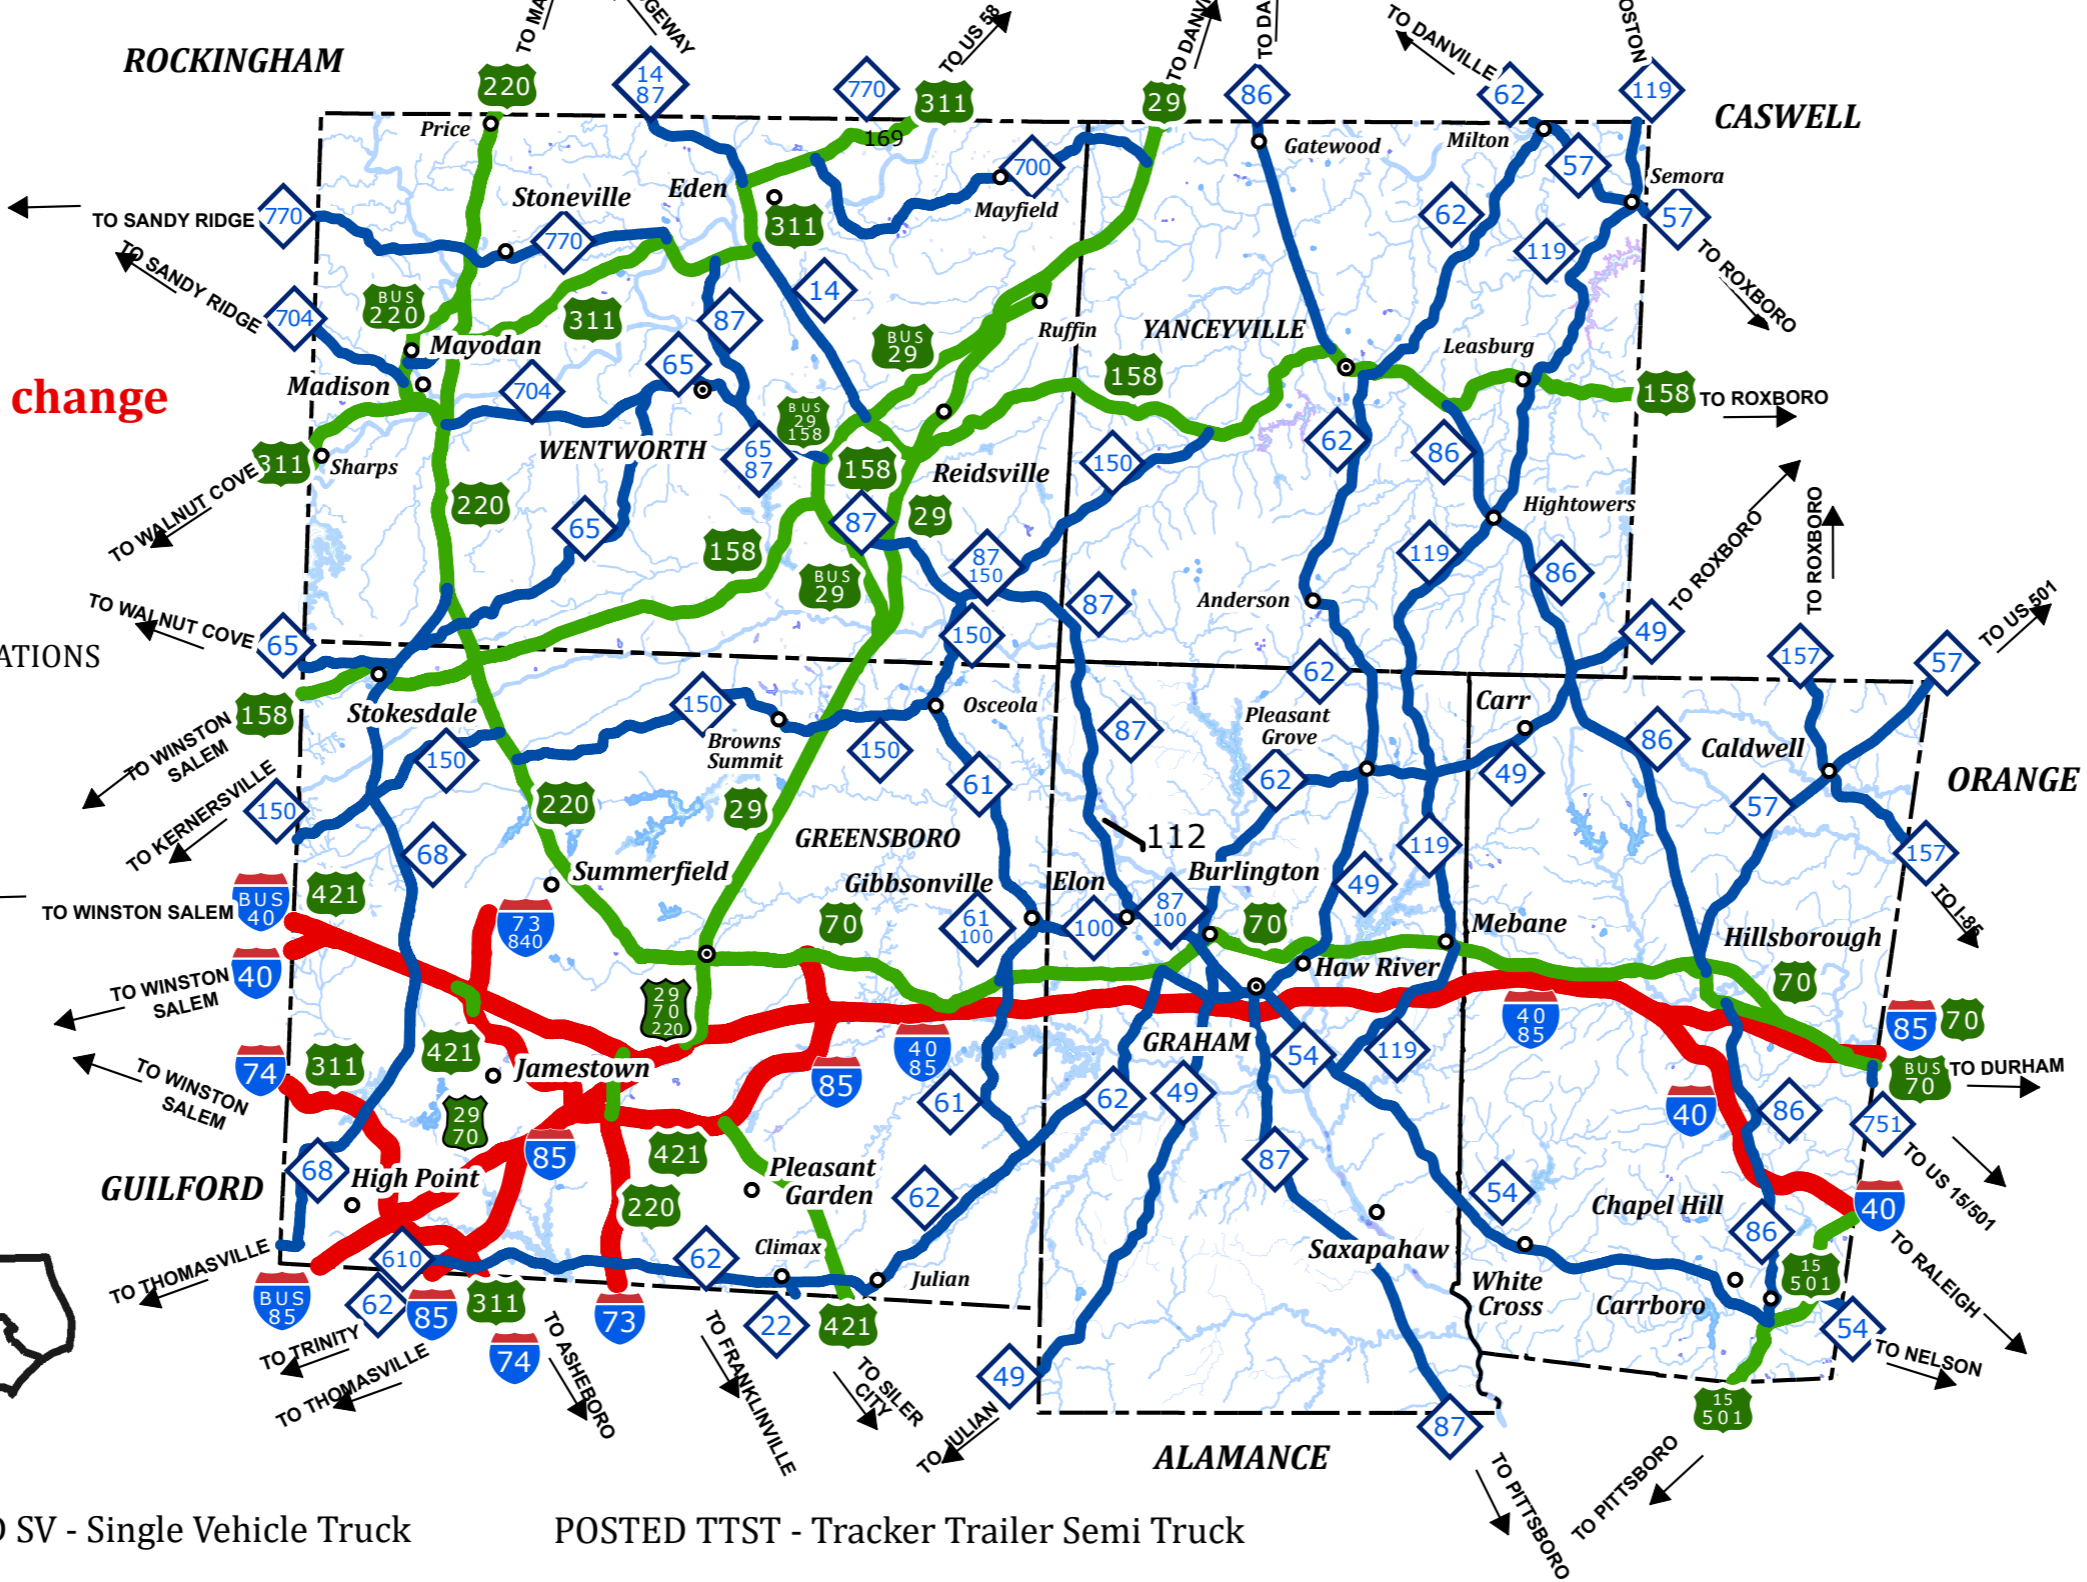 ROCKINGHAM
CASWELL
ORANGE
GUILFORD
ALAMANCE
change
ATIONS
TO US 58
TO DANVILLE
220
14
87
770
311
29
86
62
119
169
Price
Stoneville
Eden
700
Mayfield
Gatewood
Milton
57
Semora
57
770
TO SANDY RIDGE
770
311
62
119
TO ROXBORO
TO SANDY RIDGE
704
BUS
220
311
87
14
Mayodan
Madison
65
704
BUS
29
Ruffin
YANCEYVILLE
158
Leasburg
158
TO ROXBORO
311
Sharps
TO WALNUT COVE
WENTWORTH
65
87
BUS
29
158
158
Reidsville
150
62
86
Hightowers
220
65
87
29
158
BUS
29
87
150
87
Anderson
119
86
TO ROXBORO
TO ROXBORO
TO WALNUT COVE
65
150
62
49
157
57
TO US 501
158
TO WINSTON
SALEM
Stokesdale
150
Browns
Summit
Osceola
150
87
Pleasant
Grove
62
Carr
49
86
Caldwell
57
150
TO KERNERSVILLE
150
68
220
29
61
GREENSBORO
112
119
157
TO I-85
Summerfield
Gibbsonville
Elon
Burlington
49
Mebane
Hillsborough
BUS
40
421
TO WINSTON SALEM
73
840
70
61
100
100
87
100
70
Haw River
70
40
TO WINSTON
SALEM
29
70
220
40
85
GRAHAM
40
85
85
70
74
311
421
Jamestown
85
54
119
BUS
70
TO DURHAM
TO WINSTON
SALEM
29
70
61
62
49
40
86
751
TO US 15/501
68
High Point
85
421
Pleasant
Garden
87
54
Chapel Hill
40
TO RALEIGH
220
62
86
Saxapahaw
TO THOMASVILLE
610
62
Climax
Julian
White
Cross
Carrboro
15
501
BUS
85
62
85
311
73
22
421
54
TO NELSON
TO TRINITY
TO THOMASVILLE
74
TO ASHEBORO
TO FRANKLINVILLE
TO SILER
CITY
49
TO JULIAN
87
TO PITTSBORO
15
501
TO PITTSBORO
SV - Single Vehicle Truck
POSTED TTST - Tracker Trailer Semi Truck